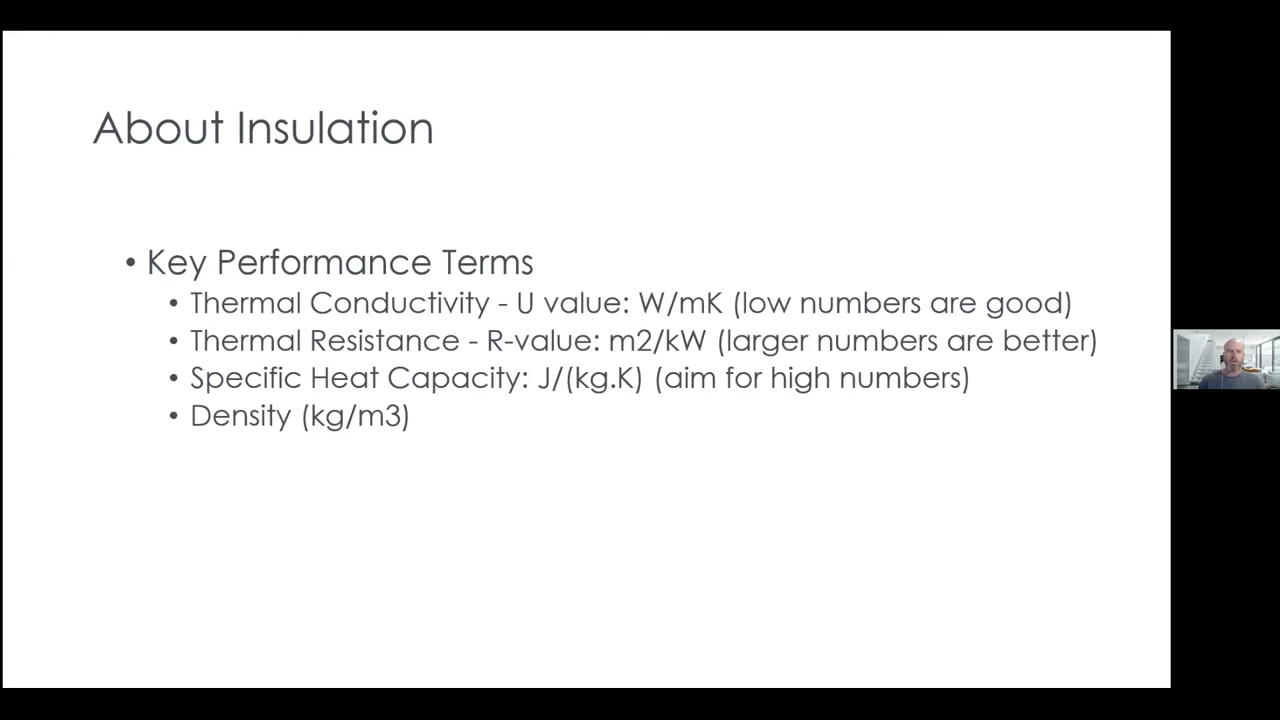 About Insulation
• Key Performance Terms
• Thermal Conductivity - U value: W/mK (low numbers are good)
• Thermal Resistance - R-value: m2/kW (larger numbers are better)
• Specific Heat Capacity: J/(kg.K) (aim for high numbers)
• Density (kg/m3)